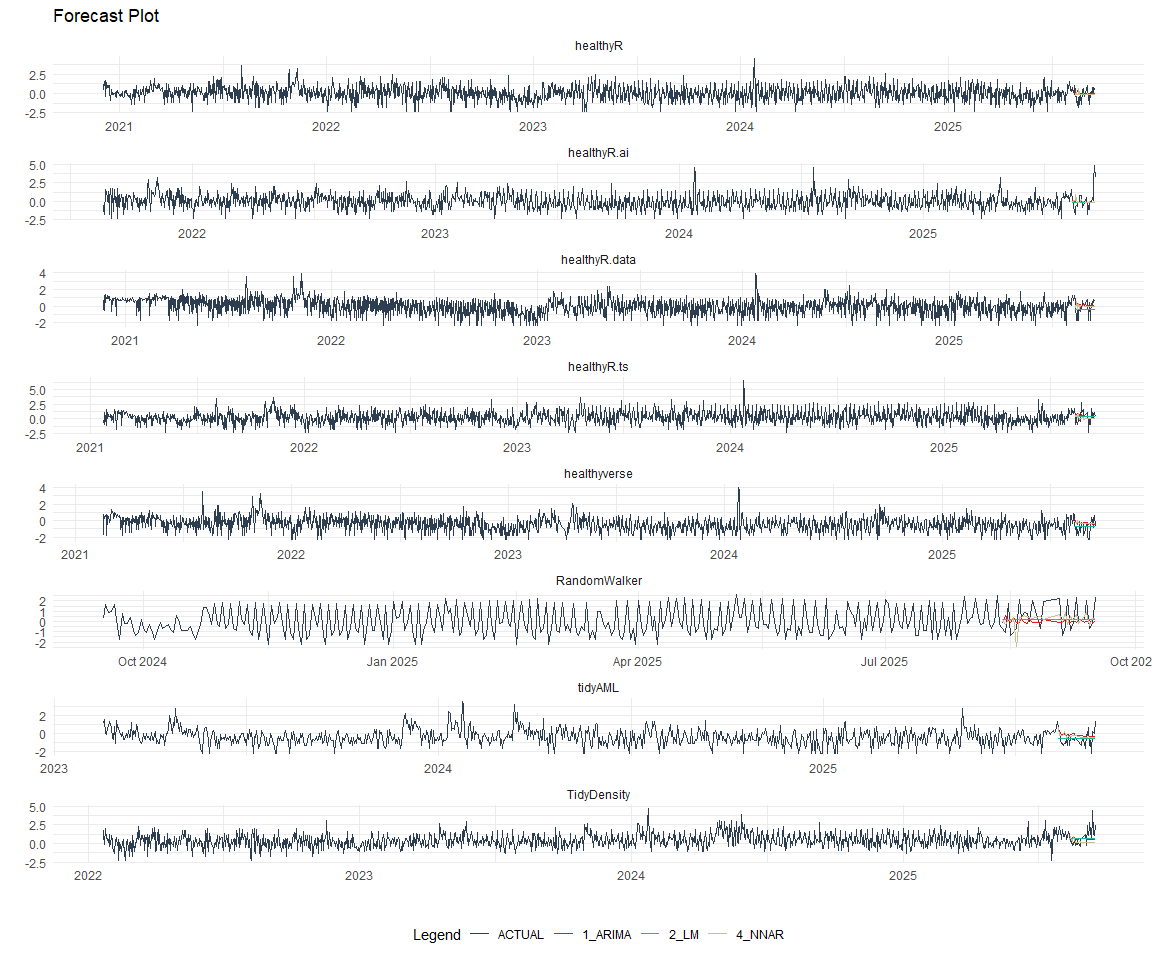 Forecast Plot
healthyR
2.5
0.0
-2.5
2021 2022 2023 2024 2025
healthyR.ai
5.0
2.5
0.0
-2.5
2022 2023 2024 2025
healthyR.data
4
2
0
-2
2021 2022 2023 2024 2025
healthyR.ts
5.0
2.5
0.0
-2.5
2021 2022 2023 2024 2025
healthyverse
4
2
0
-2
2021 2022 2023 2024 2025
RandomWalker
2
1
0
-1
-2
Oct 2024 Jan 2025 Apr 2025 Jul 2025 Oct 202
tidyAML
2
0
-2
2023 2024 2025
TidyDensity
5.0
2.5
0.0
-2.5
2022 2023 2024 2025
Legend ACTUAL 1_ARIMA 2_LM 4_NNAR